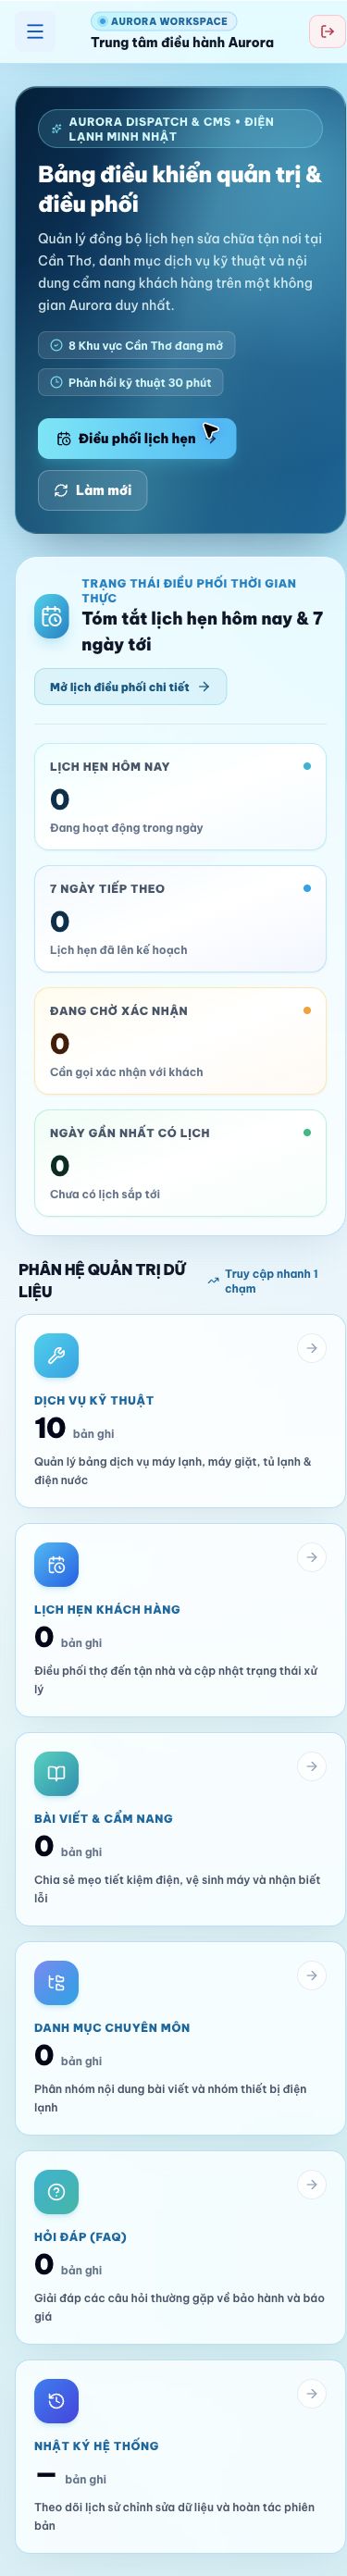 AURORA WORKSPACE
Trung tâm điều hành Aurora
AURORA DISPATCH & CMS • ĐIỆN
LẠNH MINH NHẬT
Bảng điều khiển quản trị &
điều phối
Quản lý đồng bộ lịch hẹn sửa chữa tận nơi tại
Cần Thơ, danh mục dịch vụ kỹ thuật và nội
dung cẩm nang khách hàng trên một không
gian Aurora duy nhất.
8 Khu vực Cần Thơ đang mở
Phản hồi kỹ thuật 30 phút
Điều phối lịch hẹn
Làm mới
TRẠNG THÁI ĐIỀU PHỐI THỜI GIAN
THỰC
Tóm tắt lịch hẹn hôm nay & 7
ngày tới
Mở lịch điều phối chi tiết
LỊCH HẸN HÔM NAY
0
Đang hoạt động trong ngày
7 NGÀY TIẾP THEO
0
Lịch hẹn đã lên kế hoạch
ĐANG CHỜ XÁC NHẬN
0
Cần gọi xác nhận với khách
NGÀY GẦN NHẤT CÓ LỊCH
0
Chưa có lịch sắp tới
PHÂN HỆ QUẢN TRỊ DỮ
LIỆU
Truy cập nhanh 1
chạm
DỊCH VỤ KỸ THUẬT
10 bản ghi
Quản lý bảng dịch vụ máy lạnh, máy giặt, tủ lạnh &
điện nước
LỊCH HẸN KHÁCH HÀNG
0 bản ghi
Điều phối thợ đến tận nhà và cập nhật trạng thái xử
lý
BÀI VIẾT & CẨM NANG
0 bản ghi
Chia sẻ mẹo tiết kiệm điện, vệ sinh máy và nhận biết
lỗi
DANH MỤC CHUYÊN MÔN
0 bản ghi
Phân nhóm nội dung bài viết và nhóm thiết bị điện
lạnh
HỎI ĐÁP (FAQ)
0 bản ghi
Giải đáp các câu hỏi thường gặp về bảo hành và báo
giá
NHẬT KÝ HỆ THỐNG
– bản ghi
Theo dõi lịch sử chỉnh sửa dữ liệu và hoàn tác phiên
bản